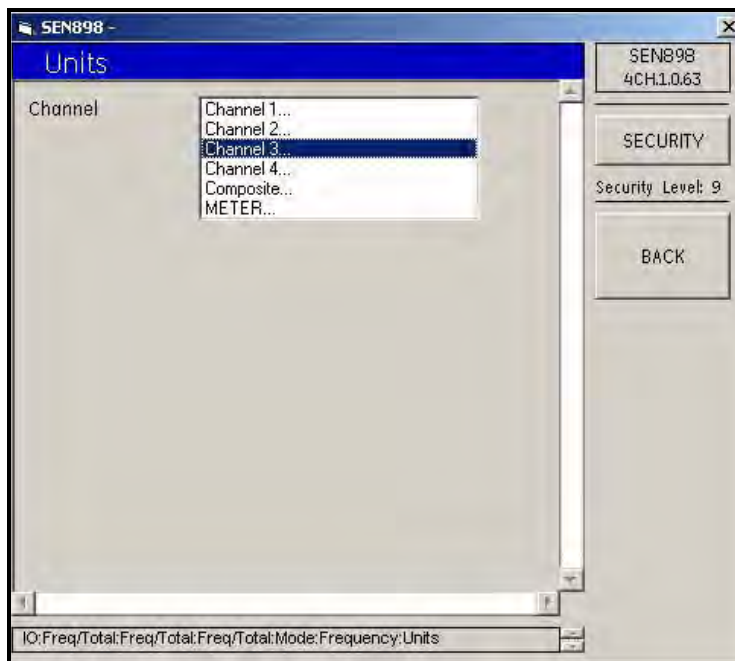 SEN898 -
Units
SEN898
4CH.1.0.63
Channel
Channel 1...
Channel 2...
Channel 3...
Channel 4...
Composite...
METER...
SECURITY
Security Level: 9
BACK
IO:Freq/Total:Freq/Total:Freq/Total:Mode:Frequency:Units